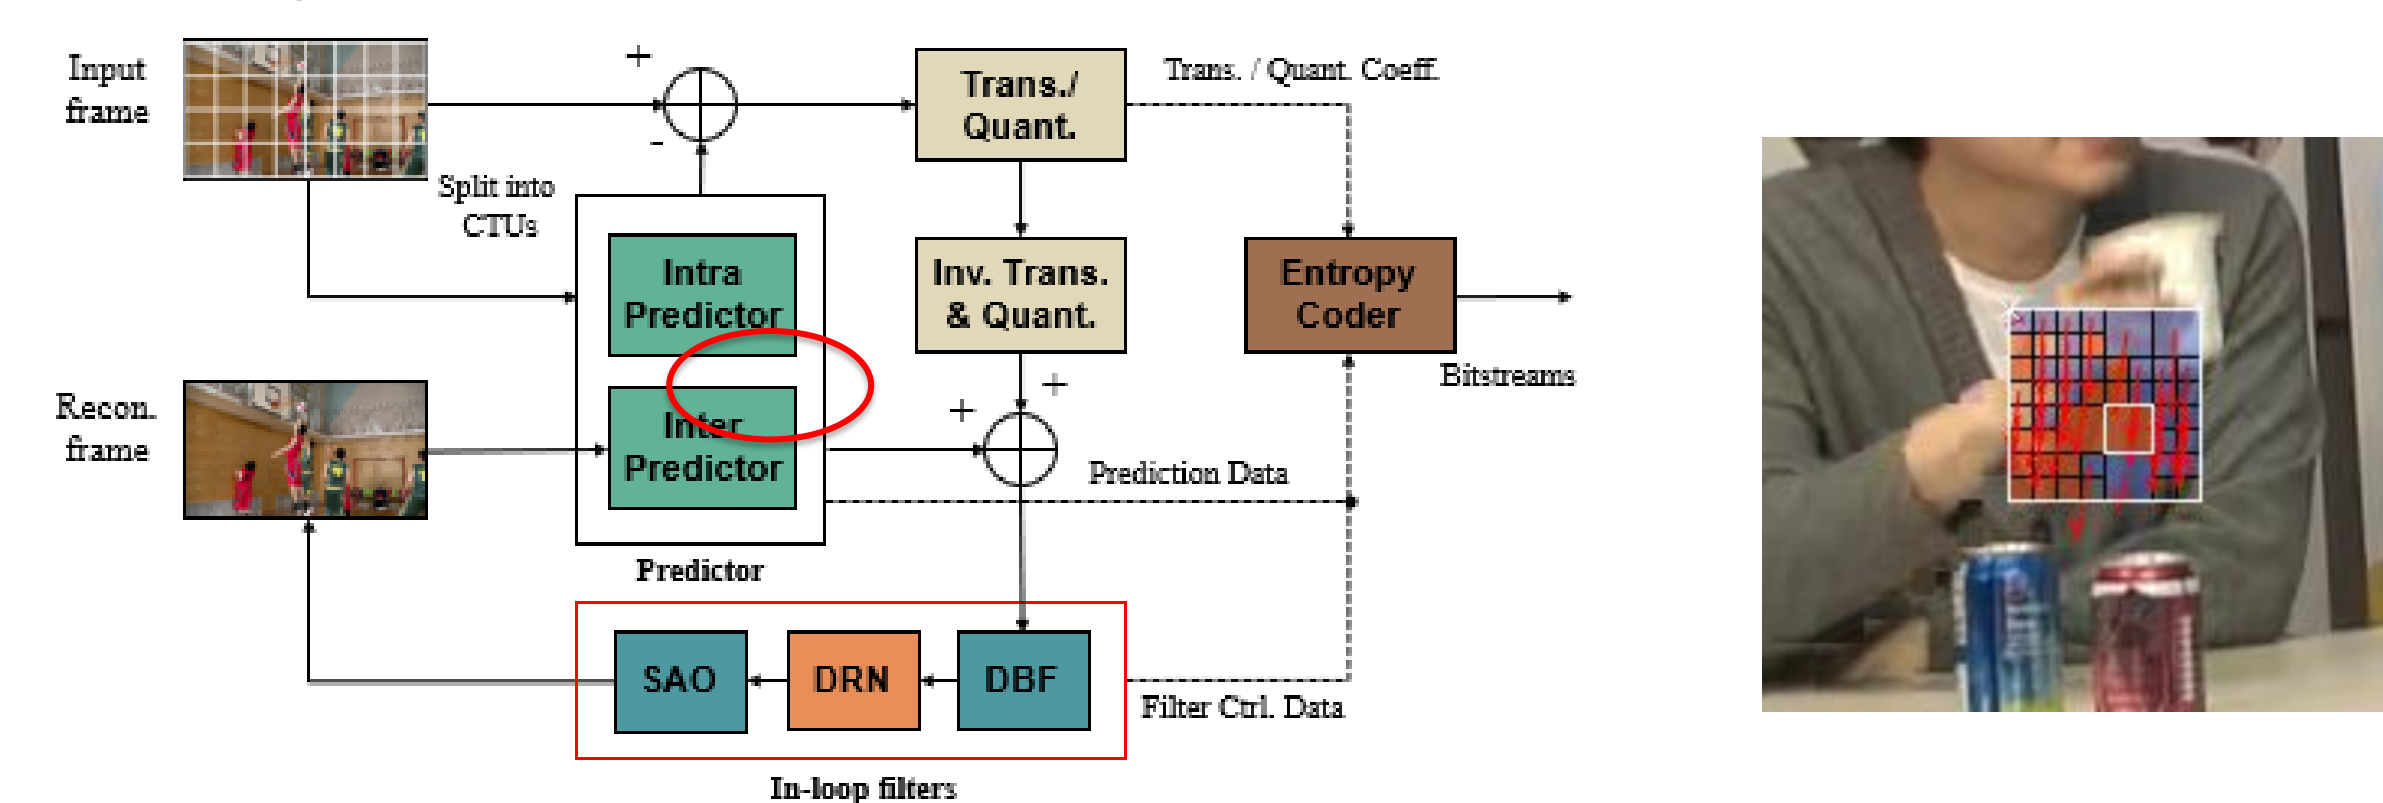 Input
frame
+
-
Split into
CTUs
Trans./
Quant.
Trans. / Quant. Coeff.
Intra
Predictor
Inv. Trans.
& Quant.
Entropy
Coder
Bitstreams
Recon.
frame
Inter
Predictor
+
+
Prediction Data
Predictor
SAO
DRN
DBF
Filter Ctrl. Data
In-loop filters